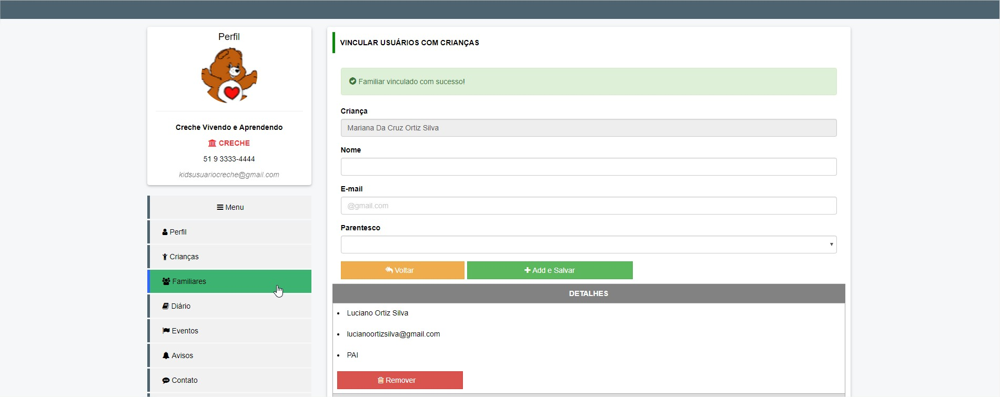 Perfil
Creche Vivendo e Aprendendo
CRECHE
51 9 3333-4444
kidsusuariocreche@gmail.com
Menu
Perfil
Crianças
Familiares
Diário
Eventos
Avisos
Contato
VINCULAR USUÁRIOS COM CRIANÇAS
Familiar vinculado com sucesso!
Criança
Mariana Da Cruz Ortiz Silva
Nome
E-mail
@gmail.com
Parentesco
Voltar
Add e Salvar
DETALHES
Luciano Ortiz Silva
lucianoortizsilva@gmail.com
PAI
Remover